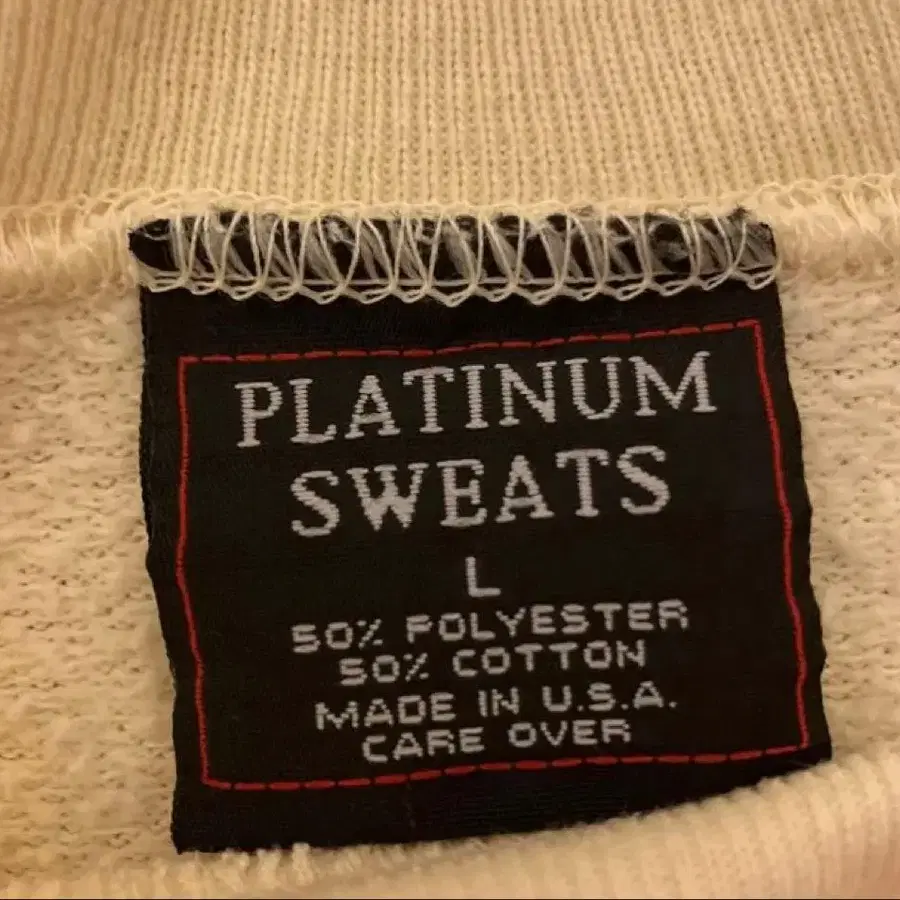 PLATINUM
SWEATS
L
50% POLYESTER
50% COTTON
MADE IN U.S.A.
CARE OVER